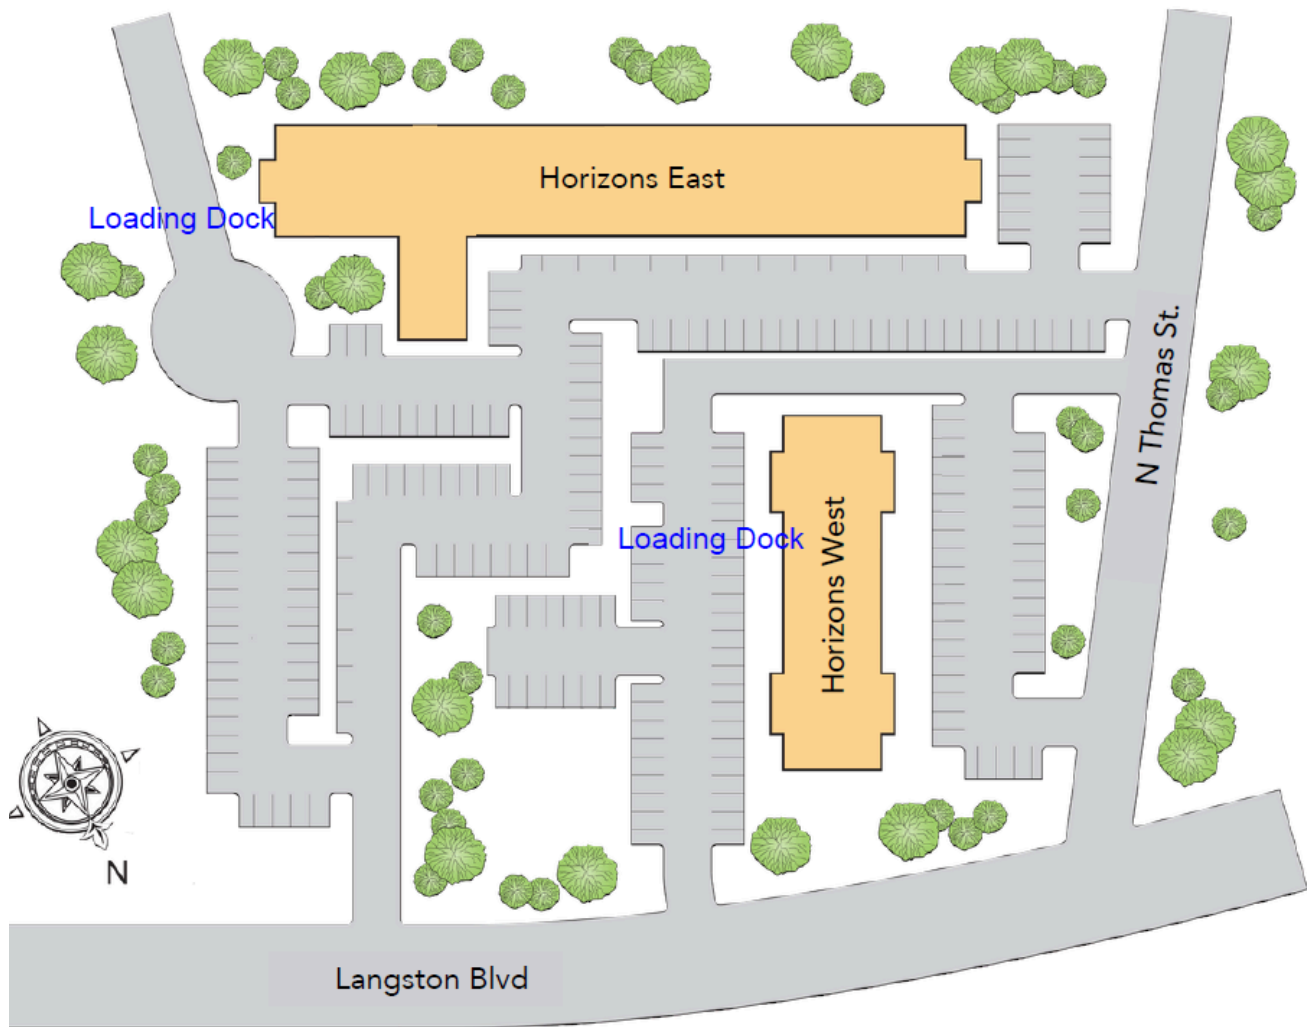 Horizons East
Loading Dock
N Thomas St.
Loading Dock
Horizons West
N
Langston Blvd